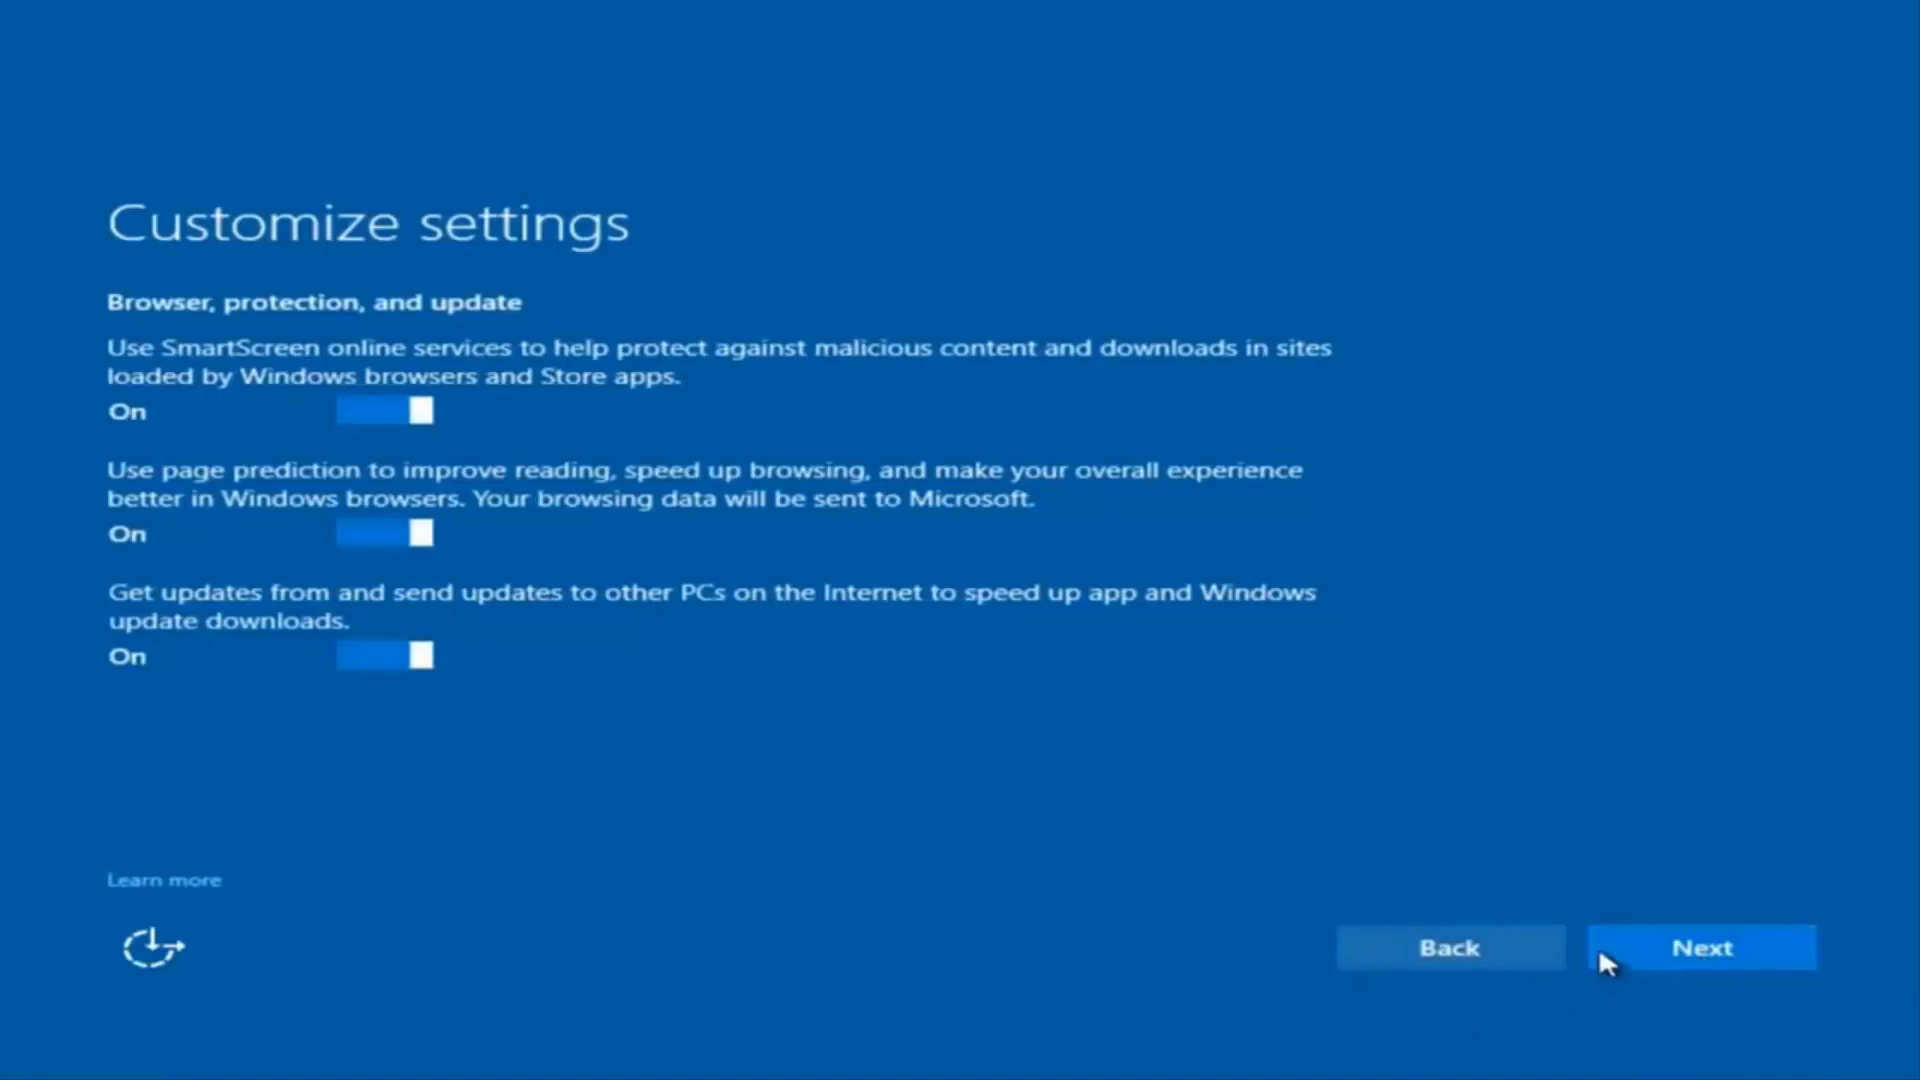 Customize settings
Browser, protection, and update
Use SmartScreen online services to help protect against malicious content and downloads in sites
loaded by Windows browsers and Store apps.
On
Use page prediction to improve reading, speed up browsing, and make your overall experience
better in Windows browsers. Your browsing data will be sent to Microsoft.
On
Get updates from and send updates to other PCs on the Internet to speed up app and Windows
update downloads.
On
Learn more
Back
Next